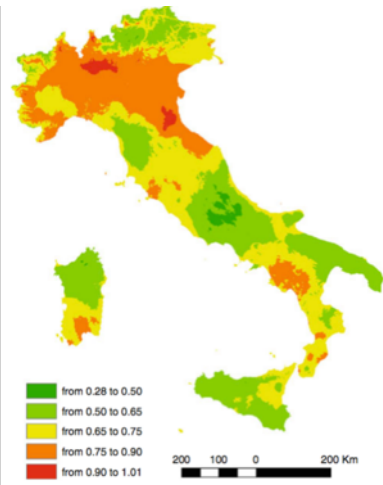 from 0.28 to 0.50
from 0.50 to 0.65
from 0.65 to 0.75
from 0.75 to 0.90
from 0.90 to 1.01
200 100 0 200 Km